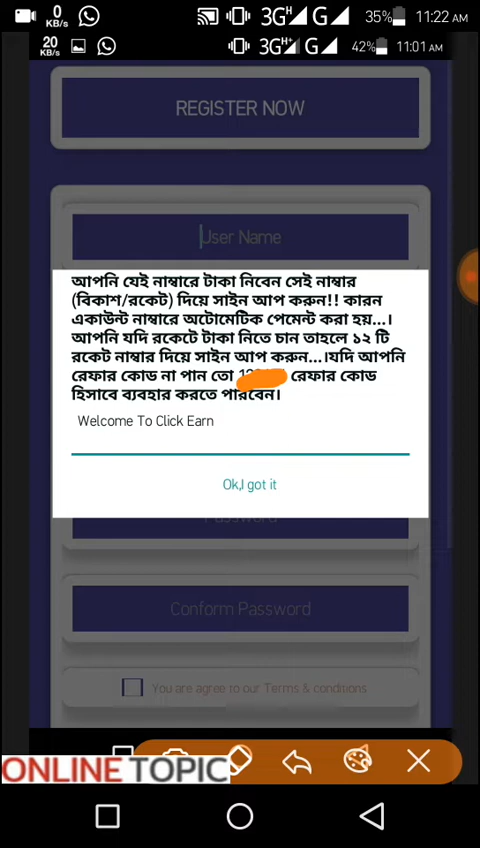 0 KB/s 3G H G 35% 11:22 AM
20 KB/s 3G H+ G 42% 11:01 AM
REGISTER NOW
User Name
আপনি যেই নাম্বারে টাকা নিবেন সেই নাম্বার
(বিকাশ/রকেট) দিয়ে সাইন আপ করুন!! কারন
একাউন্ট নাম্বারে অটোমেটিক পেমেন্ট করা হয়...।
আপনি যদি রকেটে টাকা নিতে চান তাহলে ১২ টি
রকেট নাম্বার দিয়ে সাইন আপ করুন...।যদি আপনি
রেফার কোড না পান তো রেফার কোড
হিসাবে ব্যবহার করতে পারবেন।
Welcome To Click Earn
Ok,I got it
Password
Conform Password
You are agree to our Terms & conditions
ONLINE TOPIC